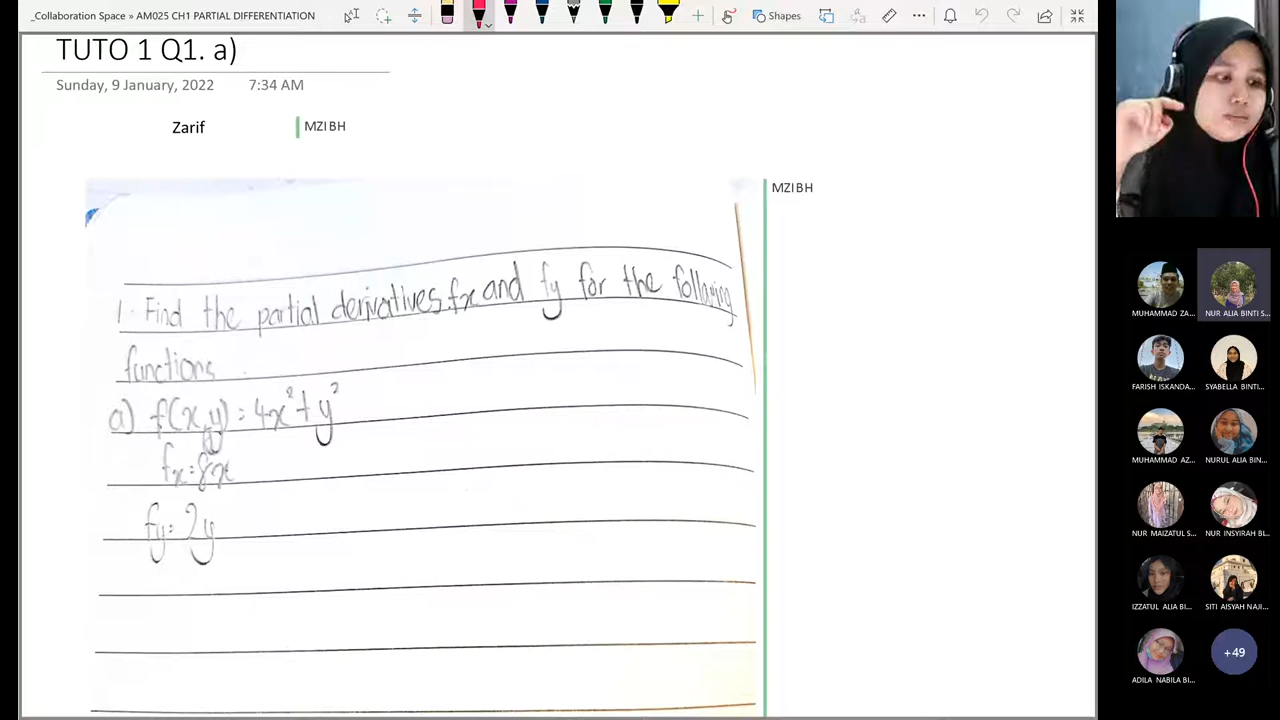 _Collaboration Space » AM025 CH1 PARTIAL DIFFERENTIATION
Shapes
TUTO 1 Q1. a)
Sunday, 9 January, 2022 7:34 AM
Zarif
MZIBH
MZIBH
1. Find the partial derivatives fx and fy for the following
functions
a) f(x,y) = 4x² + y²
fx = 8x
fy = 2y
MUHAMMAD ZA...
NUR ALIA BINTI S...
FARISH ISKANDA...
SYABELLA BINTI...
MUHAMMAD AZ...
NURUL ALIA BIN...
NUR MAIZATUL S...
NUR INSYIRAH BI...
IZZATUL ALIA BI...
SITI AISYAH NAJI...
ADILA NABILA BI...
+49